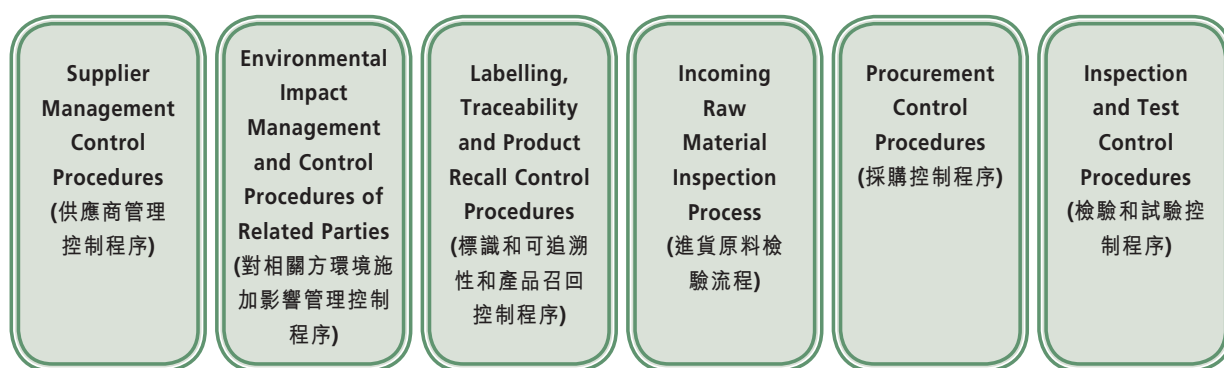 Supplier
Management
Control
Procedures
(供應商管理
控制程序)
Environmental
Impact
Management
and Control
Procedures of
Related Parties
(對相關方環境施
加影響管理控制
程序)
Labelling,
Traceability
and Product
Recall Control
Procedures
(標識和可追溯
性和產品召回
控制程序)
Incoming
Raw
Material
Inspection
Process
(進貨原料檢
驗流程)
Procurement
Control
Procedures
(採購控制程序)
Inspection
and Test
Control
Procedures
(檢驗和試驗控
制程序)